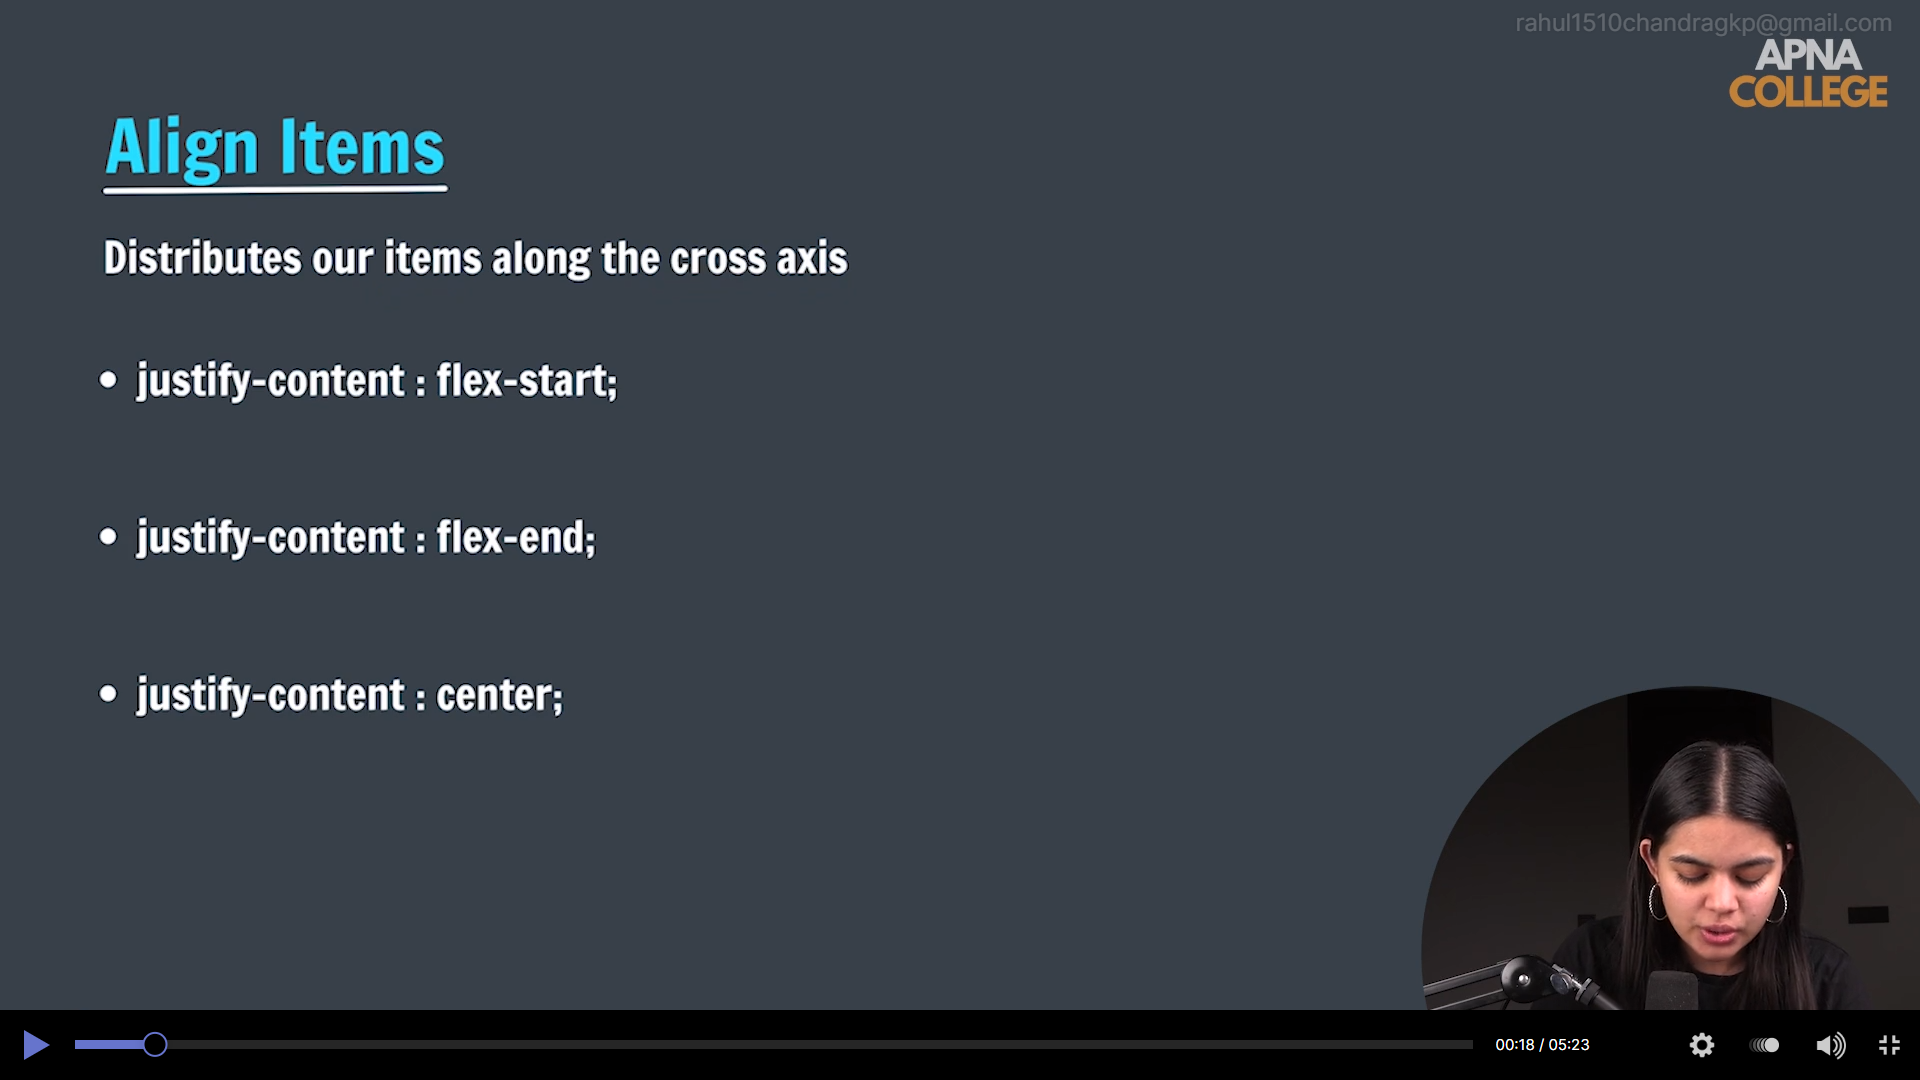 rahul1510chandragkp@gmail.com
APNA
COLLEGE
Align Items
Distributes our items along the cross axis
• justify-content : flex-start;
• justify-content : flex-end;
• justify-content : center;
00:18 / 05:23